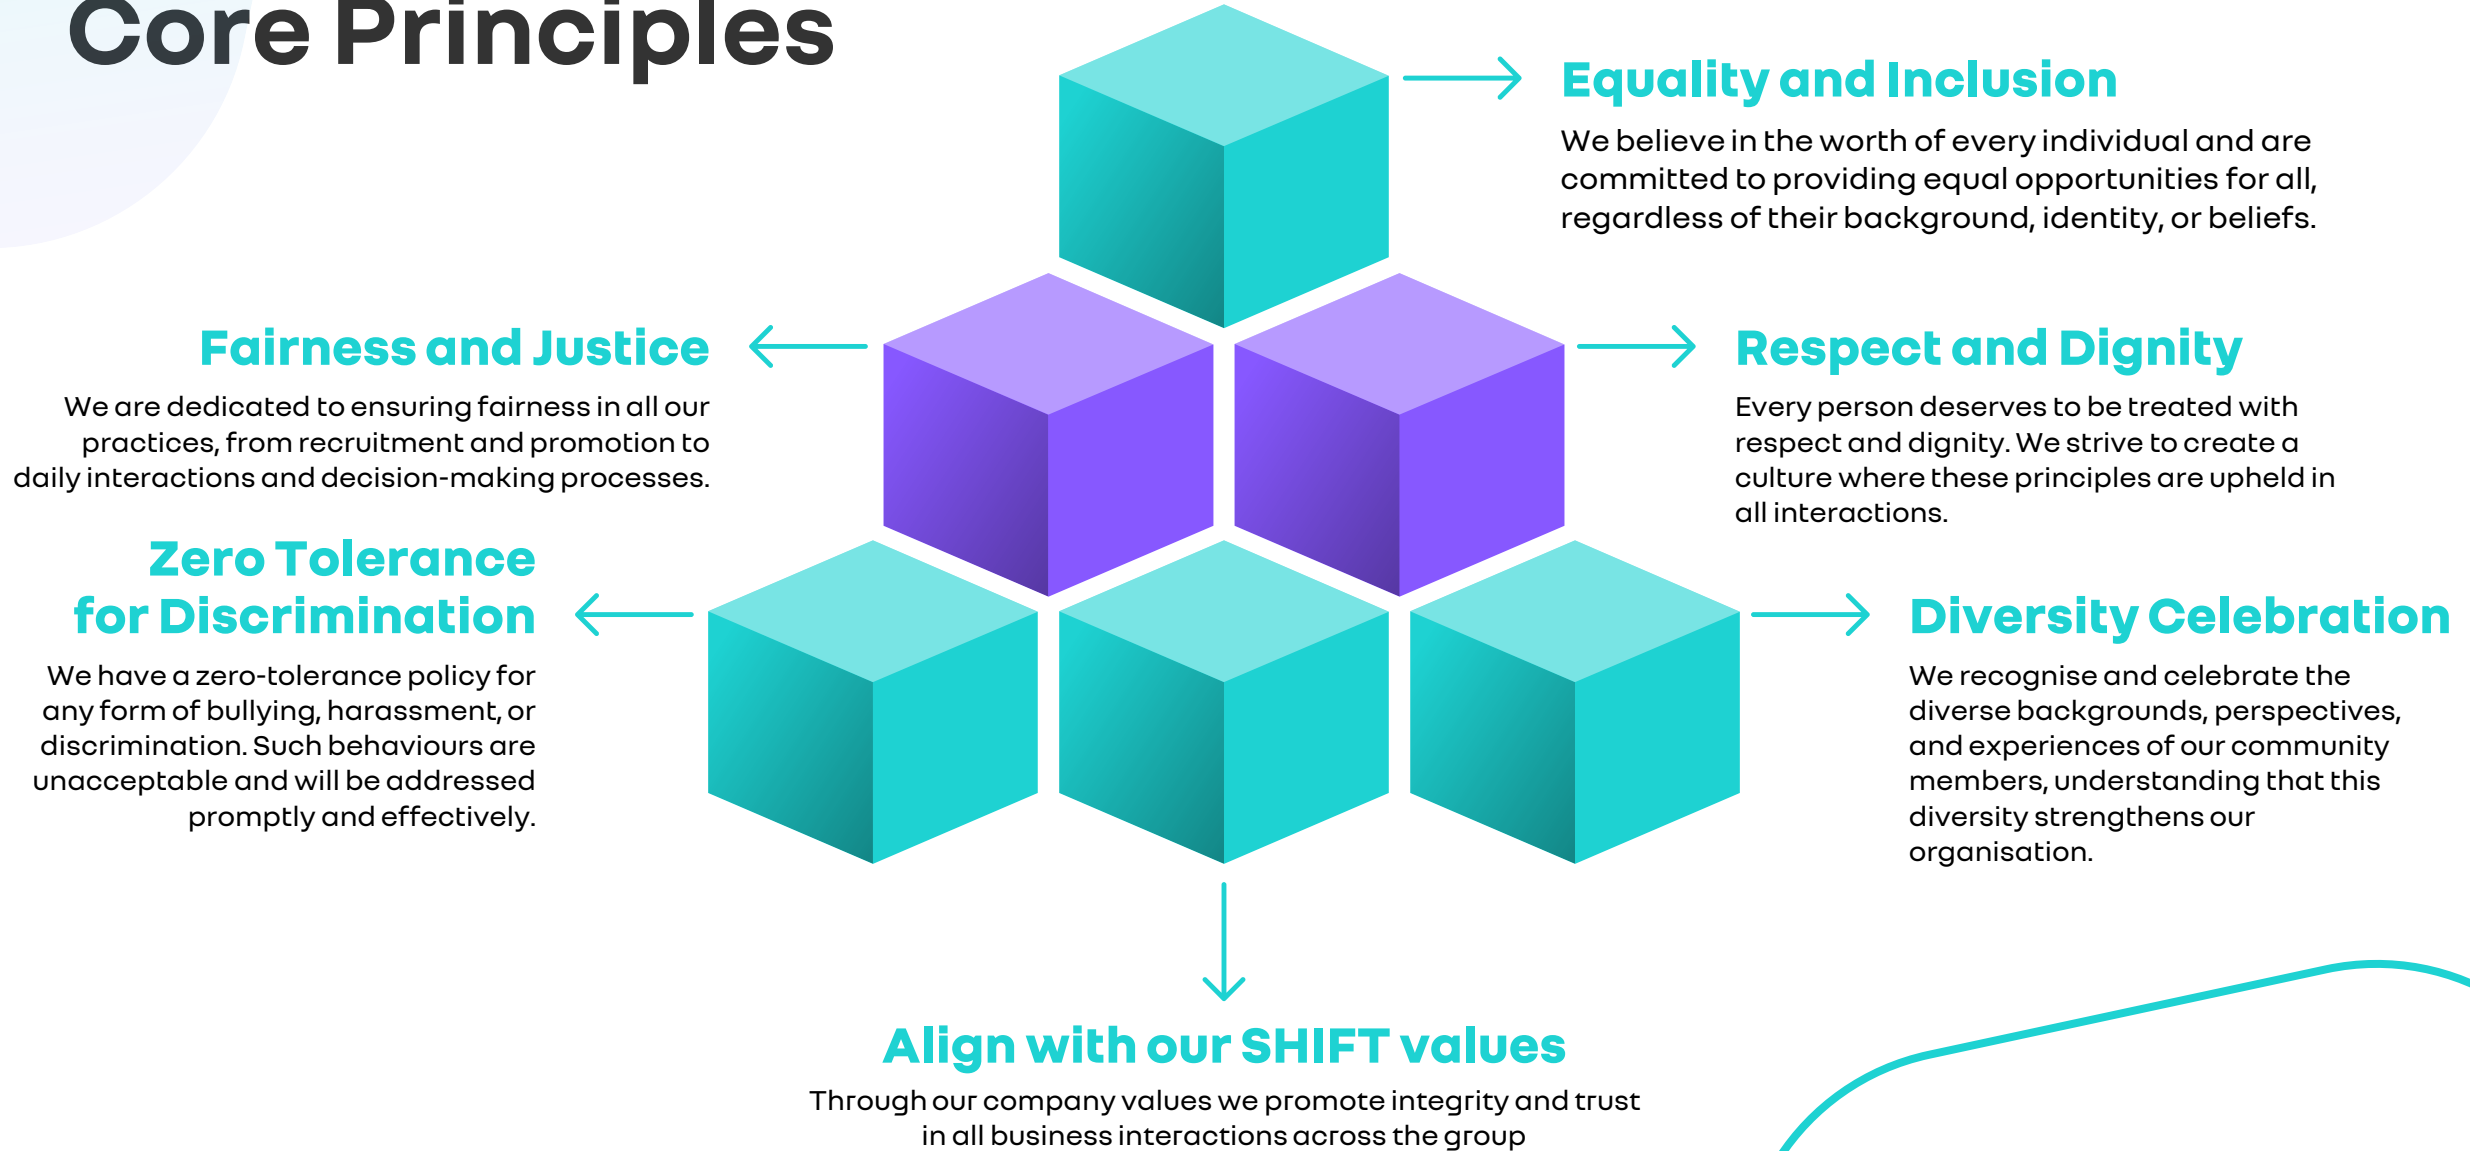 Core Principles
Equality and Inclusion
We believe in the worth of every individual and are
committed to providing equal opportunities for all,
regardless of their background, identity, or beliefs.
Fairness and Justice
We are dedicated to ensuring fairness in all our
practices, from recruitment and promotion to
daily interactions and decision-making processes.
Respect and Dignity
Every person deserves to be treated with
respect and dignity. We strive to create a
culture where these principles are upheld in
all interactions.
Zero Tolerance
for Discrimination
We have a zero-tolerance policy for
any form of bullying, harassment, or
discrimination. Such behaviours are
unacceptable and will be addressed
promptly and effectively.
Diversity Celebration
We recognise and celebrate the
diverse backgrounds, perspectives,
and experiences of our community
members, understanding that this
diversity strengthens our
organisation.
Align with our SHIFT values
Through our company values we promote integrity and trust
in all business interactions across the group